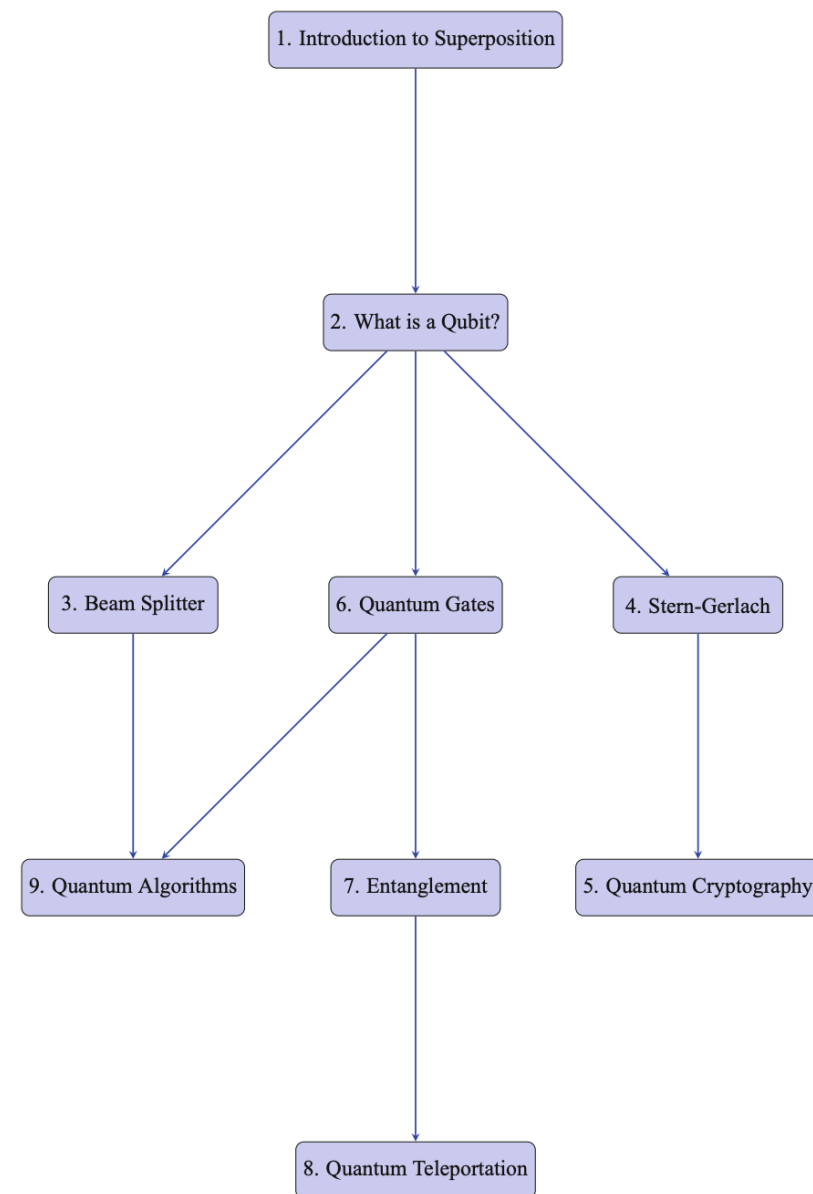 1. Introduction to Superposition
2. What is a Qubit?
3. Beam Splitter
6. Quantum Gates
4. Stern-Gerlach
9. Quantum Algorithms
7. Entanglement
5. Quantum Cryptography
8. Quantum Teleportation